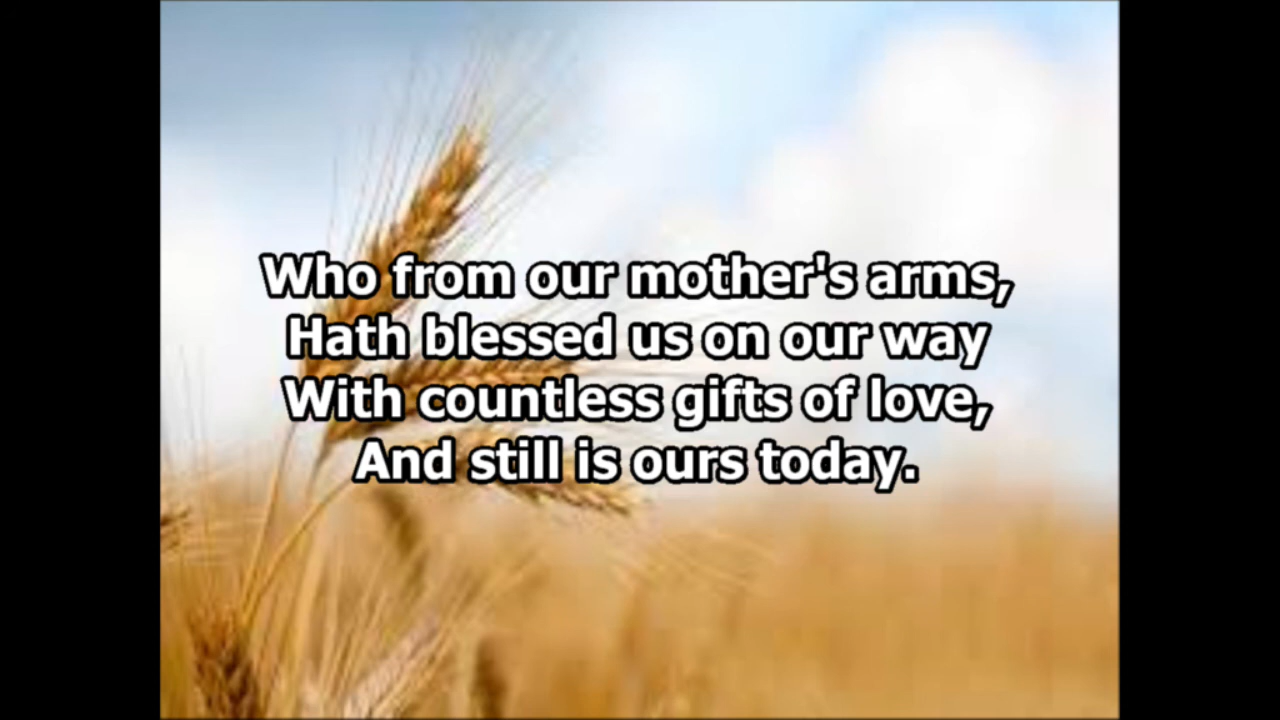 Who from our mother's arms,
Hath blessed us on our way
With countless gifts of love,
And still is ours today.